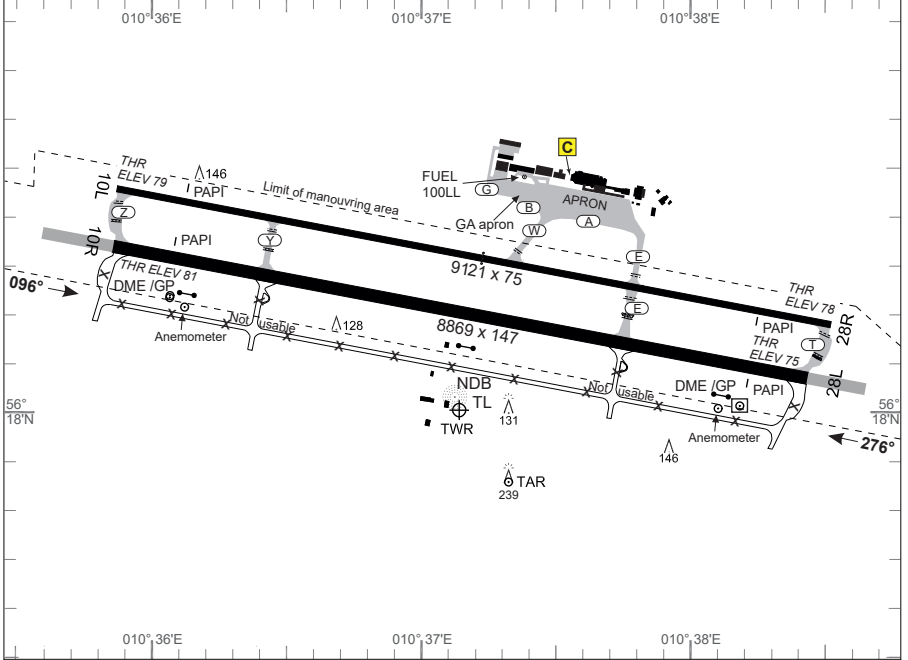 010°36'E
010°37'E
010°38'E
C
THR
ELEV 79
146
PAPI
Limit of manouvring area
FUEL
100LL
G
APRON
10L
Z
GA apron
B
A
W
PAPI
Y
10R
E
THR ELEV 81
9121 x 75
096°
DME /GP
THR
ELEV 78
E
Not usable
128
Anemometer
8869 x 147
PAPI
28R
THR
ELEV 75
T
NDB
TL
Not usable
DME /GP
PAPI
28L
56°
18'N
TWR
131
Anemometer
56°
18'N
276°
146
TAR
239
010°36'E
010°37'E
010°38'E